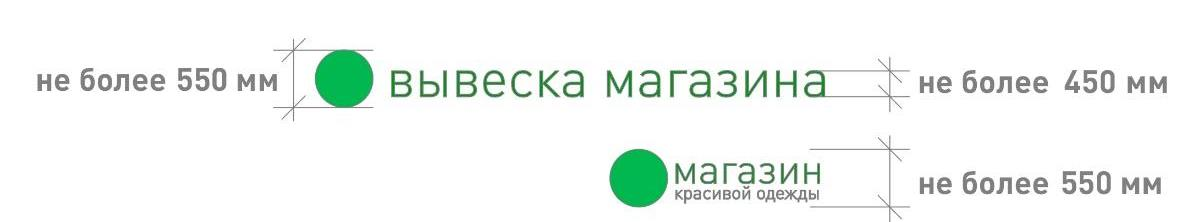 не более 550 мм вывеска магазина не более 450 мм
магазин
красивой одежды
не более 550 мм